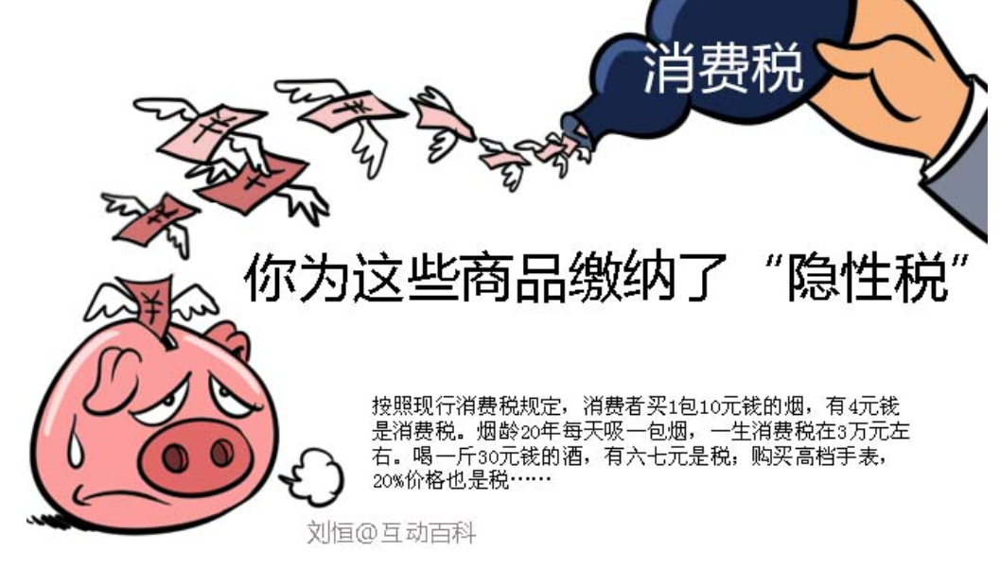 消费税
你为这些商品缴纳了“隐性税”
按照现行消费税规定，消费者买1包10元钱的烟，有4元钱
是消费税。烟龄20年每天吸一包烟，一生消费税在3万元左
右。喝一斤30元钱的酒，有六七元是税；购买高档手表，
20%价格也是税……
刘恒@互动百科